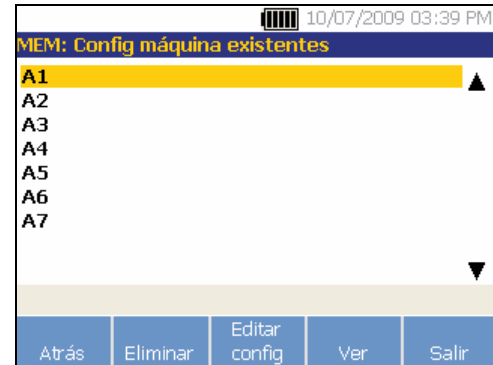 10/07/2009 03:39 PM
MEM: Config máquina existentes
A1
A2
A3
A4
A5
A6
A7
Atrás Eliminar Editar config Ver Salir